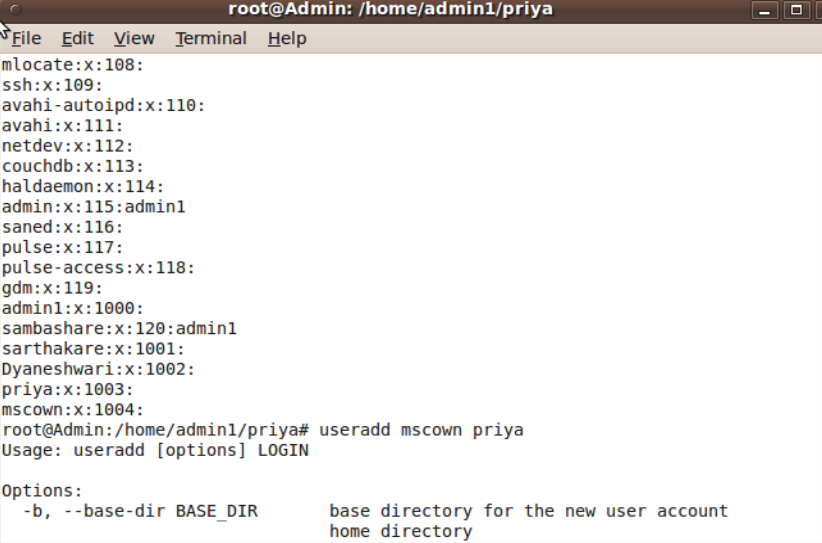 root@Admin: /home/admin1/priya
File Edit View Terminal Help
mlocate:x:108:
ssh:x:109:
avahi-autoipd:x:110:
avahi:x:111:
netdev:x:112:
couchdb:x:113:
haldaemon:x:114:
admin:x:115:admin1
saned:x:116:
pulse:x:117:
pulse-access:x:118:
gdm:x:119:
admin1:x:1000:
sambashare:x:120:admin1
sarthakare:x:1001:
Dyaneshwari:x:1002:
priya:x:1003:
mscown:x:1004:
root@Admin:/home/admin1/priya# useradd mscown priya
Usage: useradd [options] LOGIN
Options:
-b, --base-dir BASE_DIR base directory for the new user account
home directory